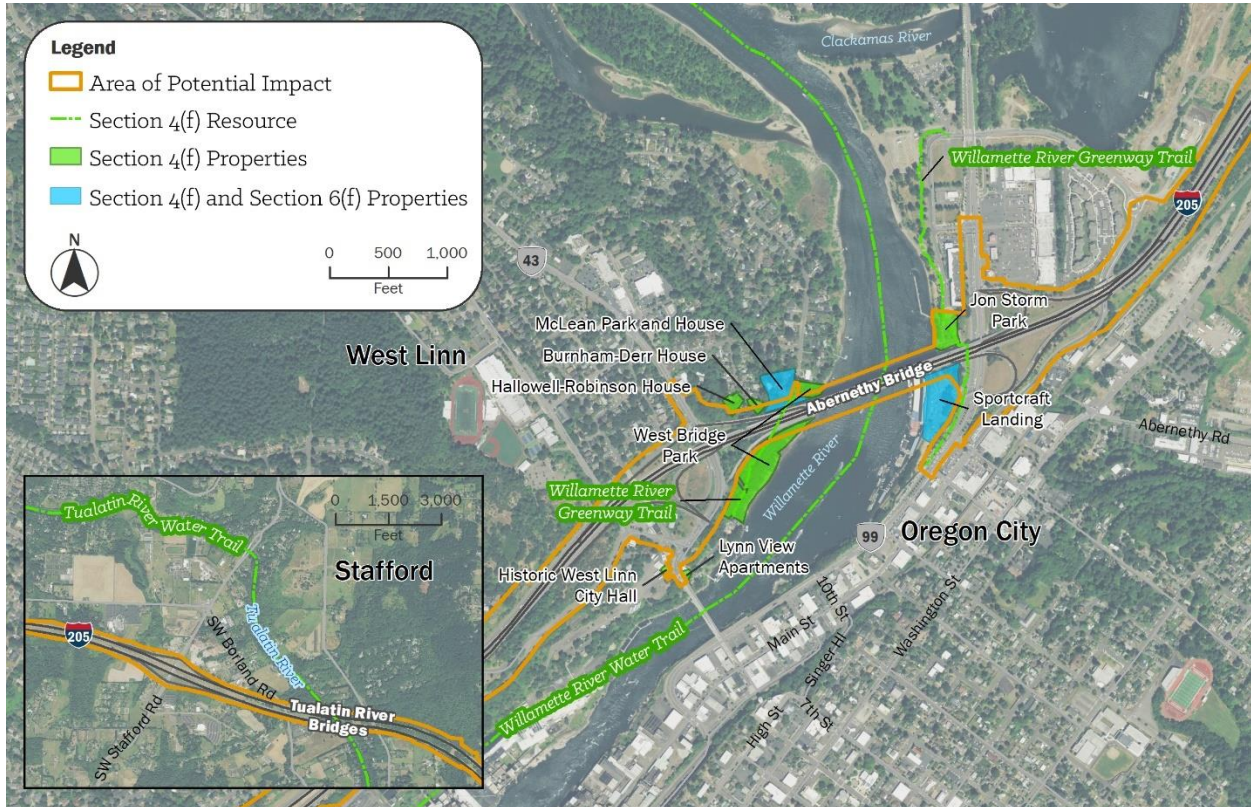 Legend
Area of Potential Impact
Section 4(f) Resource
Section 4(f) Properties
Section 4(f) and Section 6(f) Properties
N
0 500 1,000
Feet
Clackamas River
Willamette River Greenway Trail
205
43
Jon Storm
Park
McLean Park and House
Burnham-Derr House
Hallowell-Robinson House
West Linn
Abernethy Bridge
Sportcraft
Landing
Abernethy Rd
West Bridge
Park
Willamette River
Willamette River
Greenway Trail
Oregon City
99
Lynn View
Apartments
Historic West Linn
City Hall
10th St
Washington St
Main St
Singer Hl
7th St
High St
Willamette River Water Trail
0 1,500 3,000
Feet
Tualatin River
Water Trail
Stafford
Tualatin River
205
SW Borland Rd
Tualatin River
Bridges
SW Stafford Rd